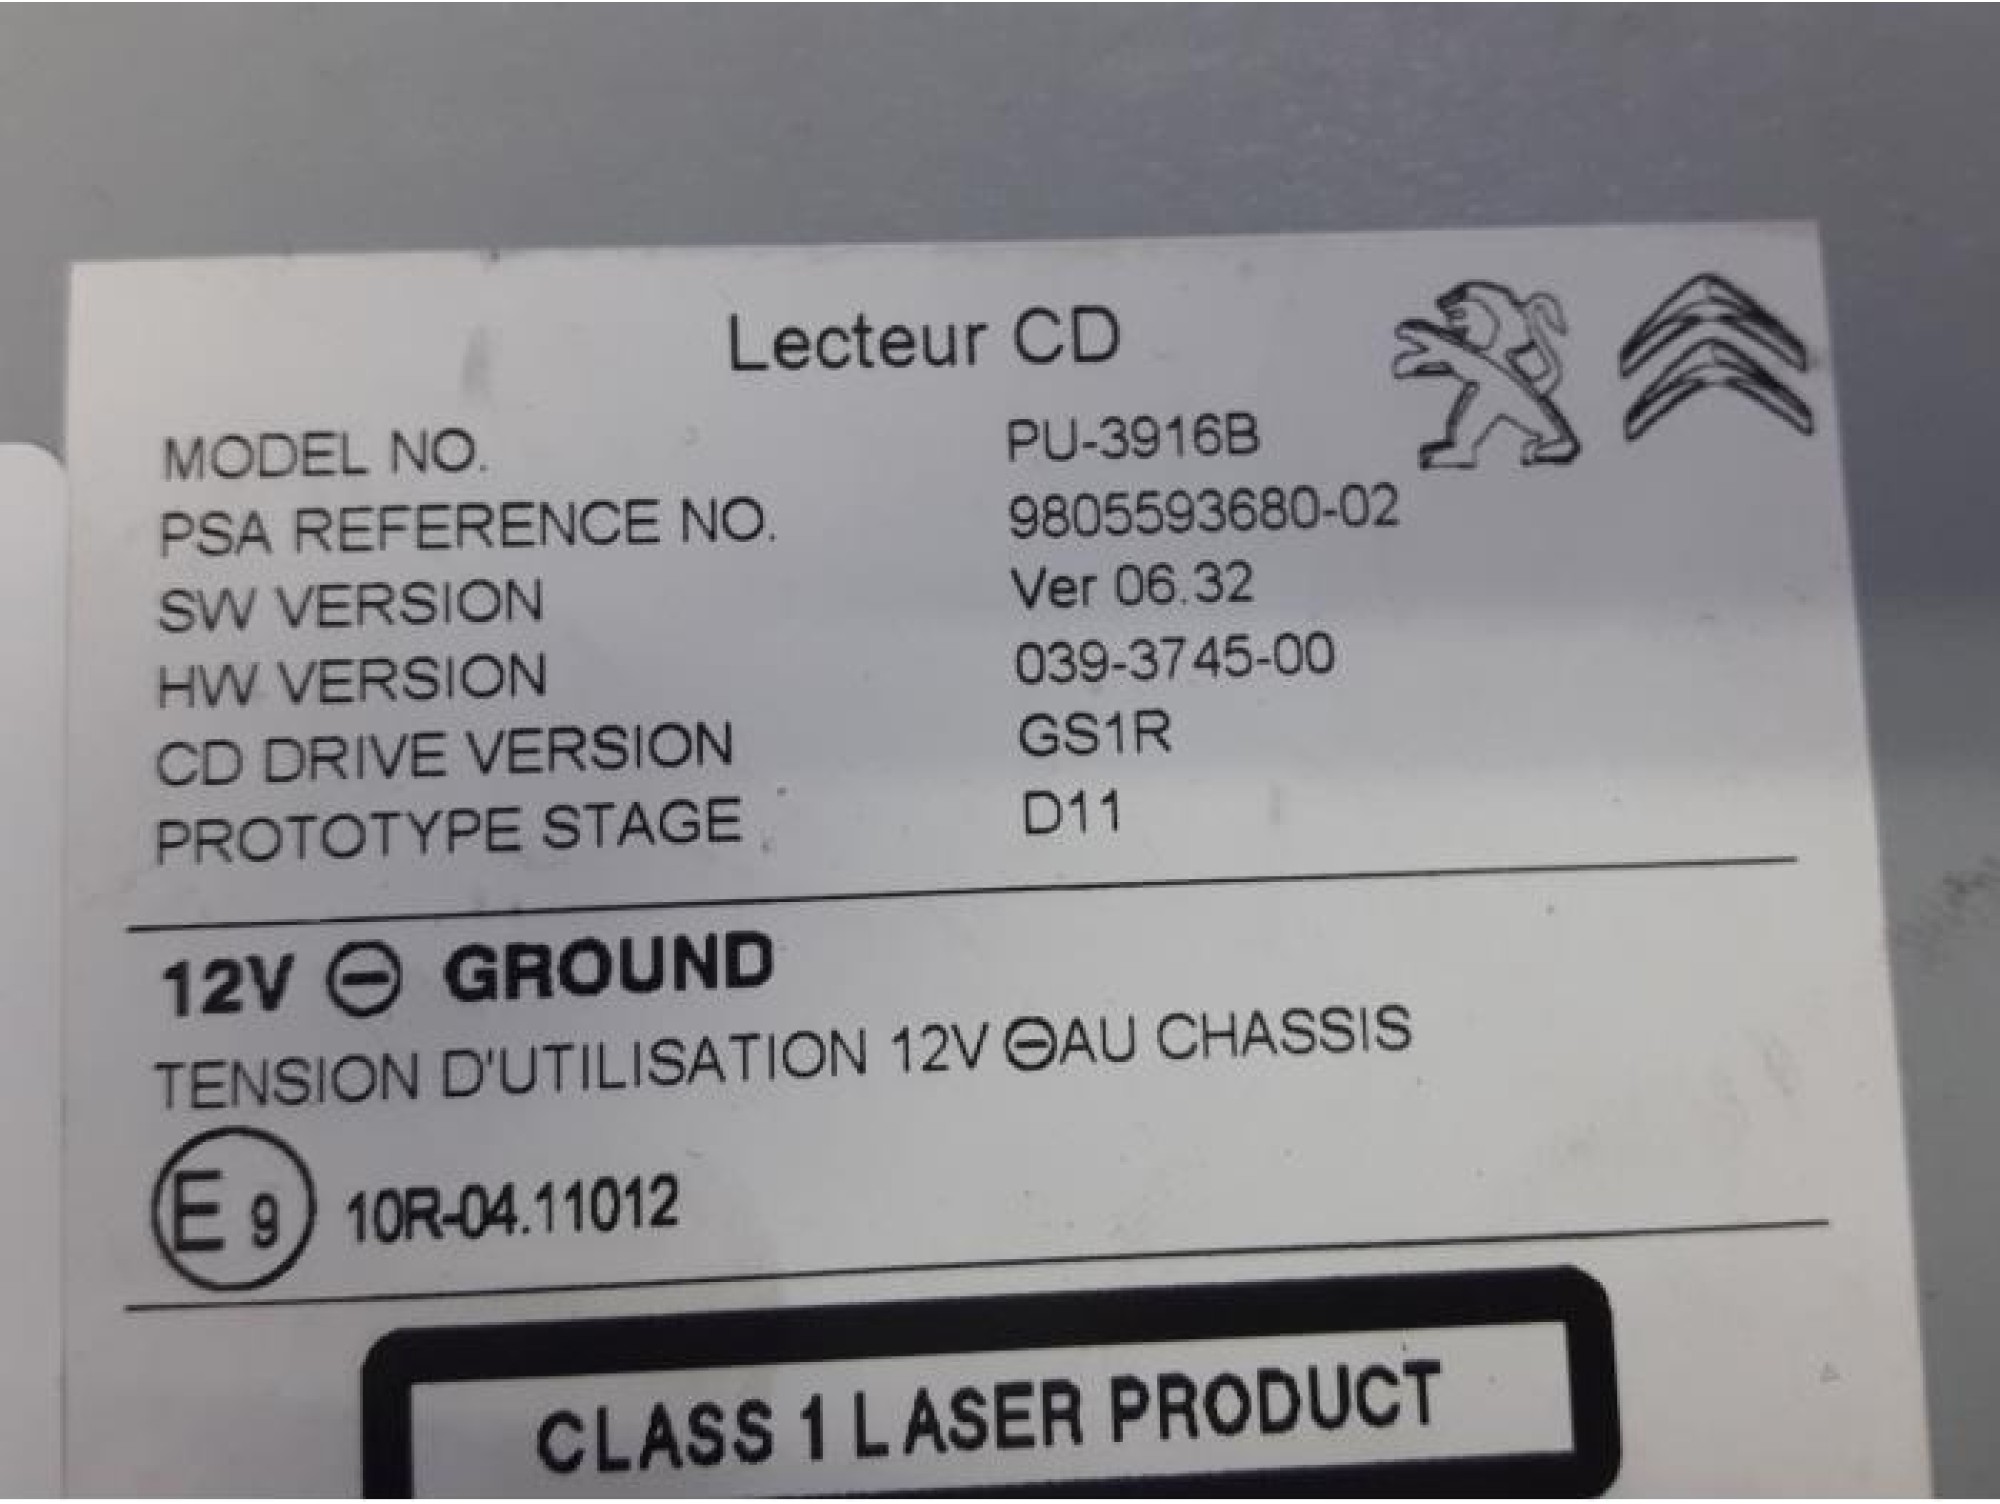 Lecteur CD
MODEL NO. PU-3916B
PSA REFERENCE NO. 9805593680-02
SW VERSION Ver 06.32
HW VERSION 039-3745-00
CD DRIVE VERSION GS1R
PROTOTYPE STAGE D11
12V ⊖ GROUND
TENSION D'UTILISATION 12V ⊖AU CHASSIS
E9 10R-04.11012
CLASS 1 LASER PRODUCT